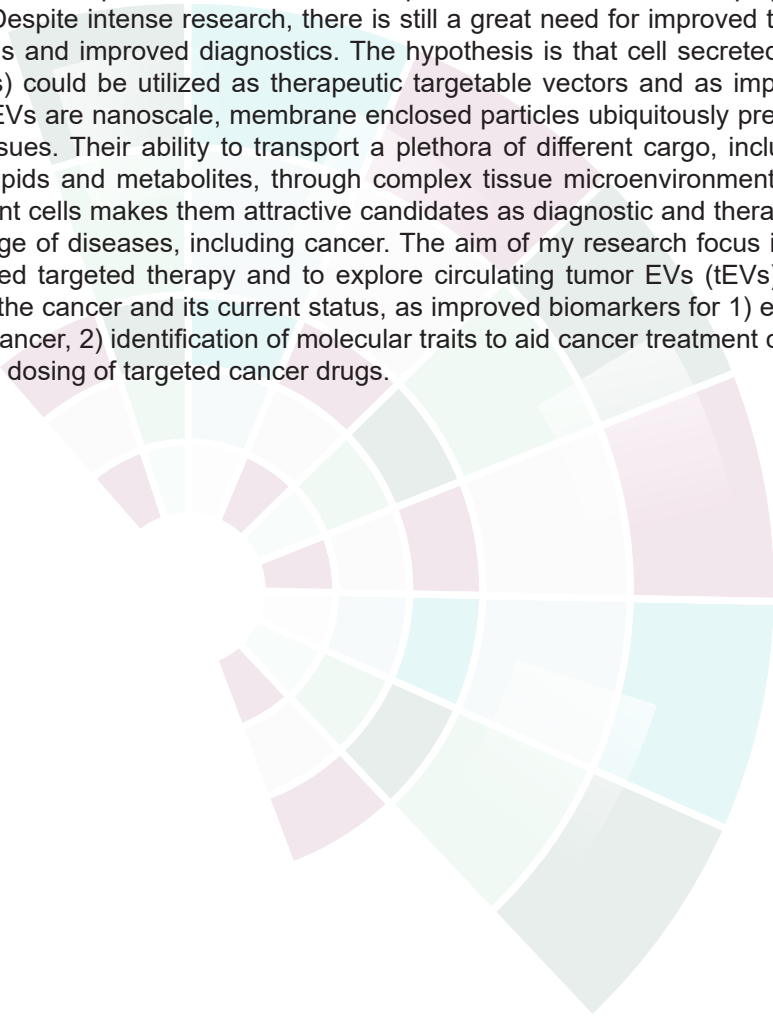 Despite intense research, there is still a great need for improved t
s and improved diagnostics. The hypothesis is that cell secreted
s) could be utilized as therapeutic targetable vectors and as imp
EVs are nanoscale, membrane enclosed particles ubiquitously pre
sues. Their ability to transport a plethora of different cargo, inclu
pids and metabolites, through complex tissue microenvironment
nt cells makes them attractive candidates as diagnostic and thera
ge of diseases, including cancer. The aim of my research focus i
ed targeted therapy and to explore circulating tumor EVs (tEVs)
the cancer and its current status, as improved biomarkers for 1) e
ancer, 2) identification of molecular traits to aid cancer treatment
dosing of targeted cancer drugs.